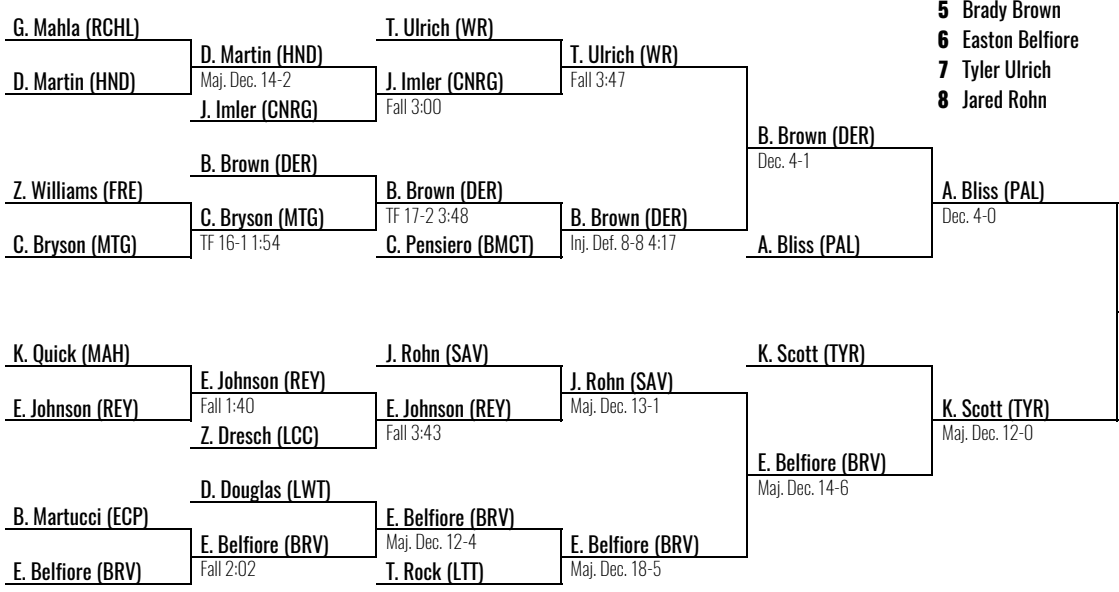 5 Brady Brown
6 Easton Belfiore
7 Tyler Ulrich
8 Jared Rohn
G. Mahla (RCHL)
D. Martin (HND)
D. Martin (HND)
Maj. Dec. 14-2
J. Imler (CNRG)
T. Ulrich (WR)
J. Imler (CNRG)
Fall 3:00
T. Ulrich (WR)
Fall 3:47
Z. Williams (FRE)
C. Bryson (MTG)
B. Brown (DER)
C. Bryson (MTG)
TF 16-1 1:54
B. Brown (DER)
TF 17-2 3:48
C. Pensiero (BMCT)
B. Brown (DER)
Inj. Def. 8-8 4:17
B. Brown (DER)
Dec. 4-1
A. Bliss (PAL)
A. Bliss (PAL)
Dec. 4-0
K. Quick (MAH)
E. Johnson (REY)
E. Johnson (REY)
Fall 1:40
Z. Dresch (LCC)
J. Rohn (SAV)
E. Johnson (REY)
Fall 3:43
J. Rohn (SAV)
Maj. Dec. 13-1
B. Martucci (ECP)
E. Belfiore (BRV)
D. Douglas (LWT)
E. Belfiore (BRV)
Fall 2:02
E. Belfiore (BRV)
Maj. Dec. 12-4
T. Rock (LTT)
E. Belfiore (BRV)
Maj. Dec. 18-5
K. Scott (TYR)
E. Belfiore (BRV)
Maj. Dec. 14-6
K. Scott (TYR)
Maj. Dec. 12-0